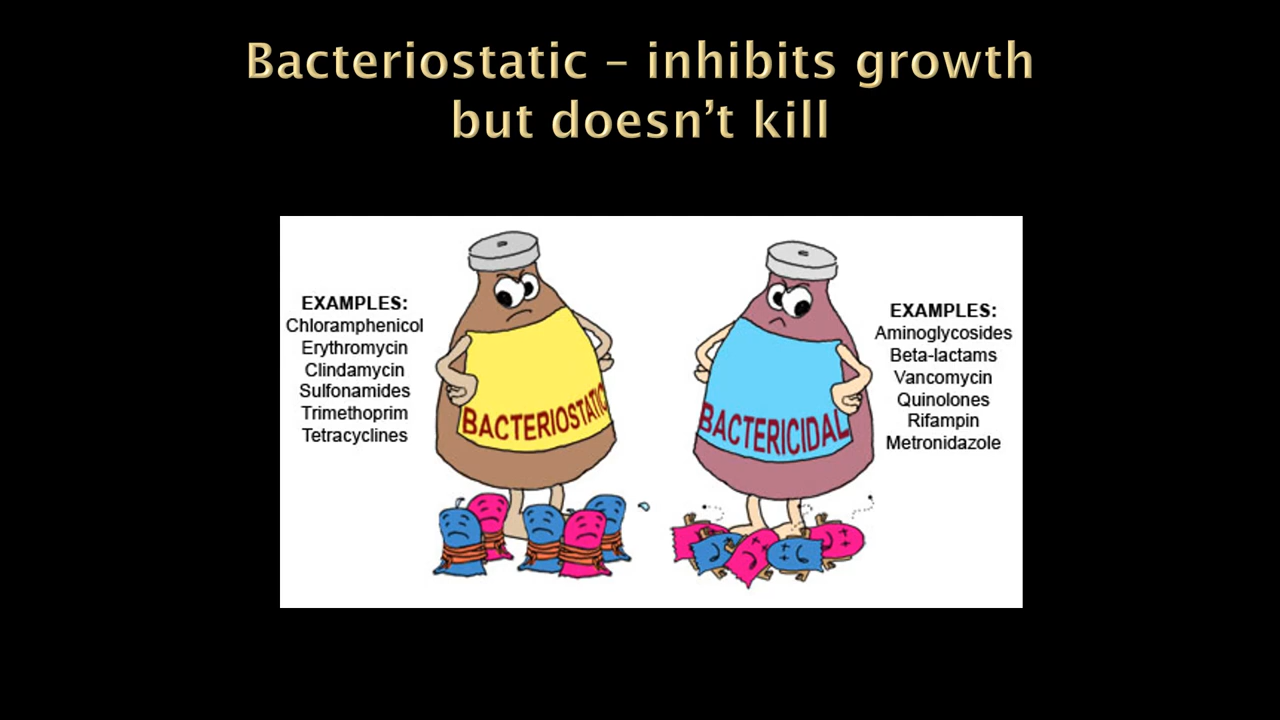 Bacteriostatic – inhibits growth
but doesn’t kill
EXAMPLES:
Chloramphenicol
Erythromycin
Clindamycin
Sulfonamides
Trimethoprim
Tetracyclines
BACTERIOSTATIC
BACTERICIDAL
EXAMPLES:
Aminoglycosides
Beta-lactams
Vancomycin
Quinolones
Rifampin
Metronidazole